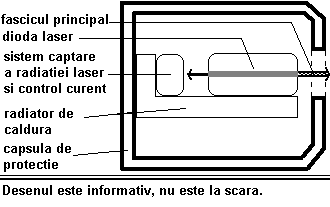 fascicul principal
dioda laser
sistem captare
a radiatiei laser
si control curent
radiator de
caldura
capsula de
protectie
Desenul este informativ, nu este la scara.